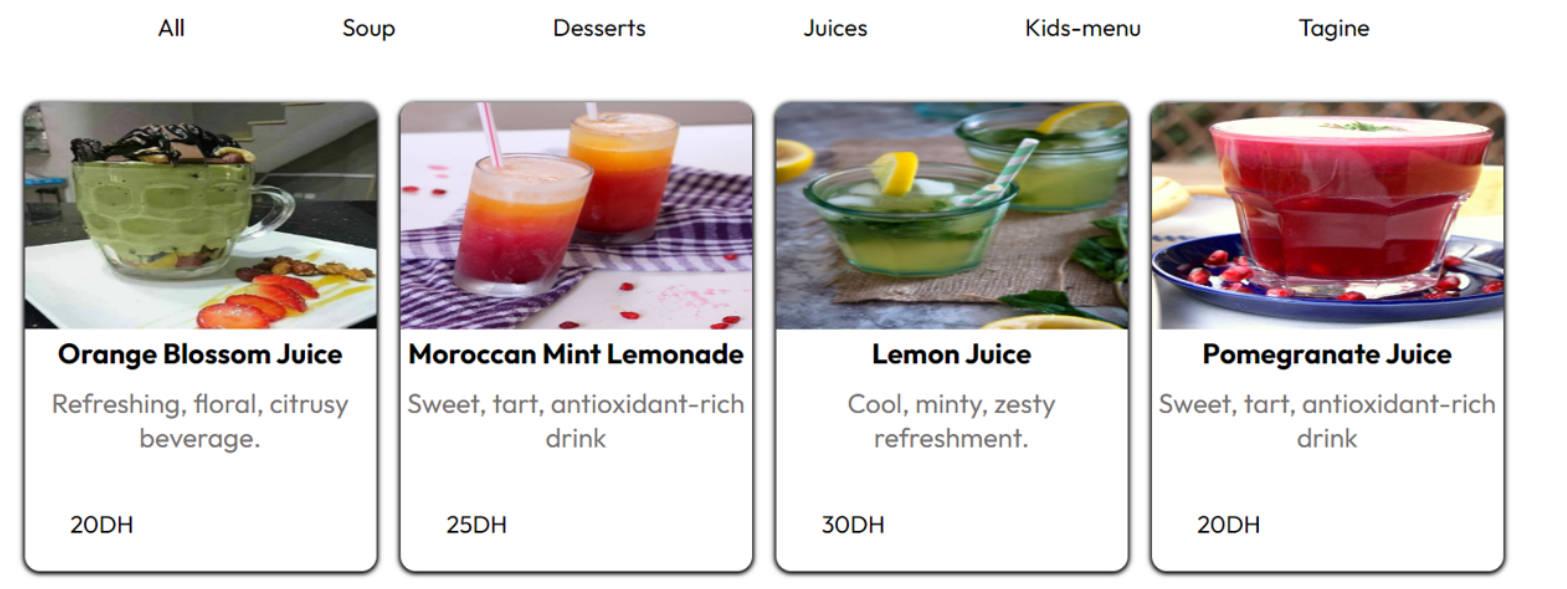 All Soup Desserts Juices Kids-menu Tagine
Orange Blossom Juice
Refreshing, floral, citrusy
beverage.
20DH
Moroccan Mint Lemonade
Sweet, tart, antioxidant-rich
drink
25DH
Lemon Juice
Cool, minty, zesty
refreshment.
30DH
Pomegranate Juice
Sweet, tart, antioxidant-rich
drink
20DH